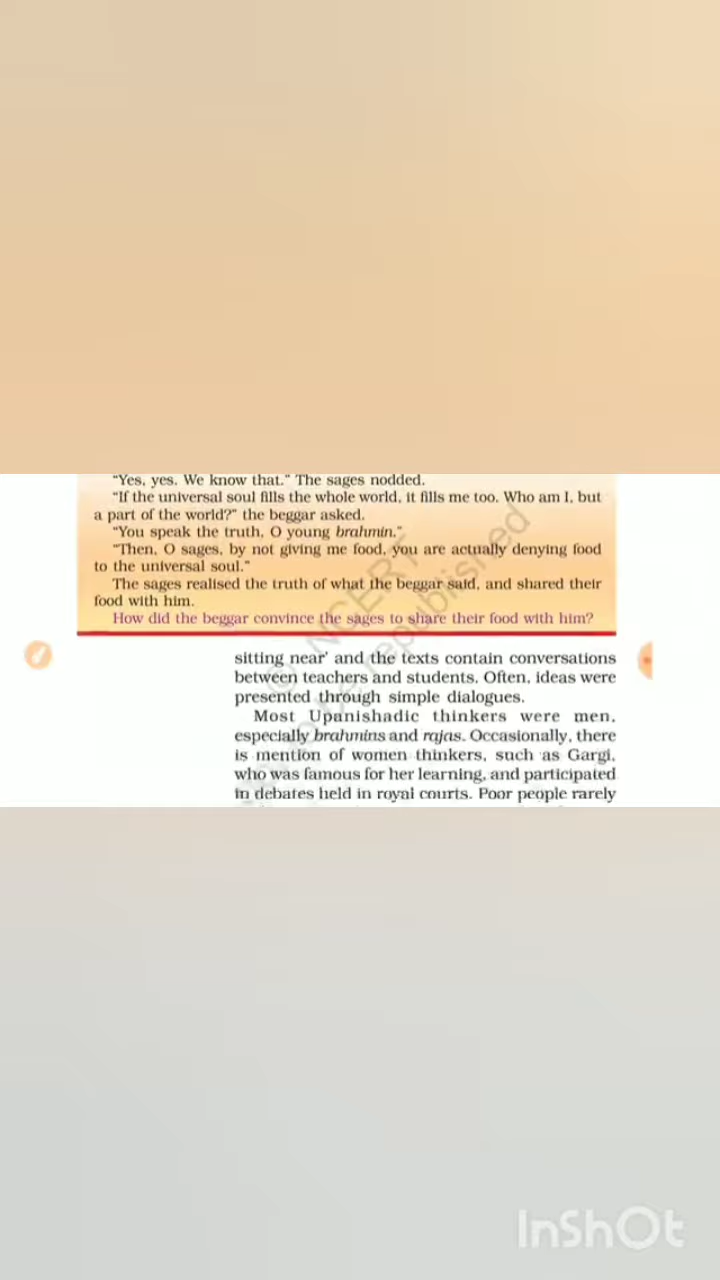 "Yes, yes. We know that." The sages nodded.
"If the universal soul fills the whole world, it fills me too. Who am I, but
a part of the world?" the beggar asked.
"You speak the truth, O young brahmin."
"Then, O sages, by not giving me food, you are actually denying food
to the universal soul."
The sages realised the truth of what the beggar said, and shared their
food with him.
How did the beggar convince the sages to share their food with him?
sitting near' and the texts contain conversations
between teachers and students. Often, ideas were
presented through simple dialogues.
Most Upanishadic thinkers were men,
especially brahmins and rajas. Occasionally, there
is mention of women thinkers, such as Gargi,
who was famous for her learning, and participated
in debates held in royal courts. Poor people rarely
© NCERT
to be republished
InShOt